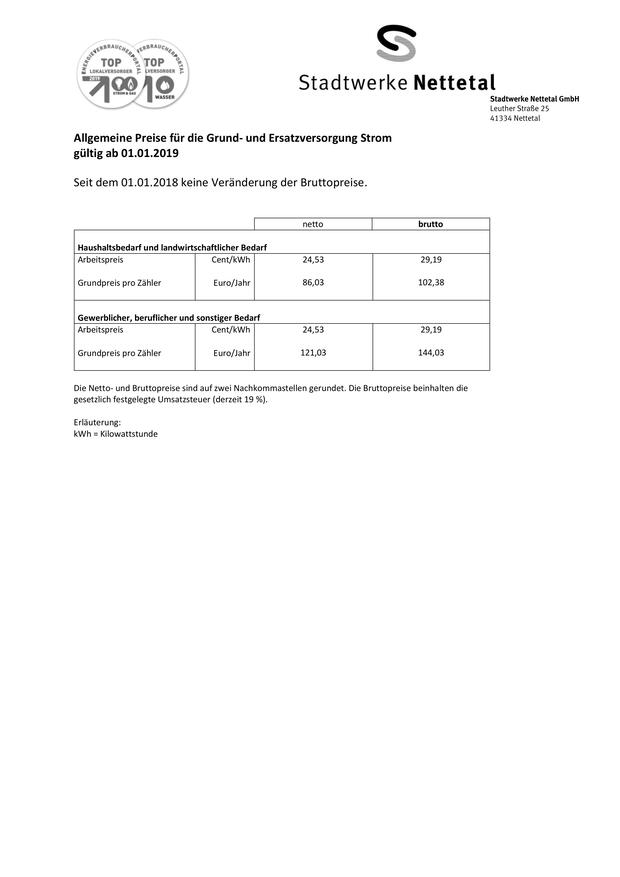 ENERGIEVERBRAUCHERPORTAL
TOP
LOKALVERSORGER
2019
STROM & GAS
TOP
WASSER
Stadtwerke Nettetal
Stadtwerke Nettetal GmbH
Leuther Straße 25
41334 Nettetal
Allgemeine Preise für die Grund- und Ersatzversorgung Strom
gültig ab 01.01.2019
Seit dem 01.01.2018 keine Veränderung der Bruttopreise.
netto brutto
Haushaltsbedarf und landwirtschaftlicher Bedarf
Arbeitspreis Cent/kWh 24,53 29,19
Grundpreis pro Zähler Euro/Jahr 86,03 102,38
Gewerblicher, beruflicher und sonstiger Bedarf
Arbeitspreis Cent/kWh 24,53 29,19
Grundpreis pro Zähler Euro/Jahr 121,03 144,03
Die Netto- und Bruttopreise sind auf zwei Nachkommastellen gerundet. Die Bruttopreise beinhalten die
gesetzlich festgelegte Umsatzsteuer (derzeit 19 %).
Erläuterung:
kWh = Kilowattstunde